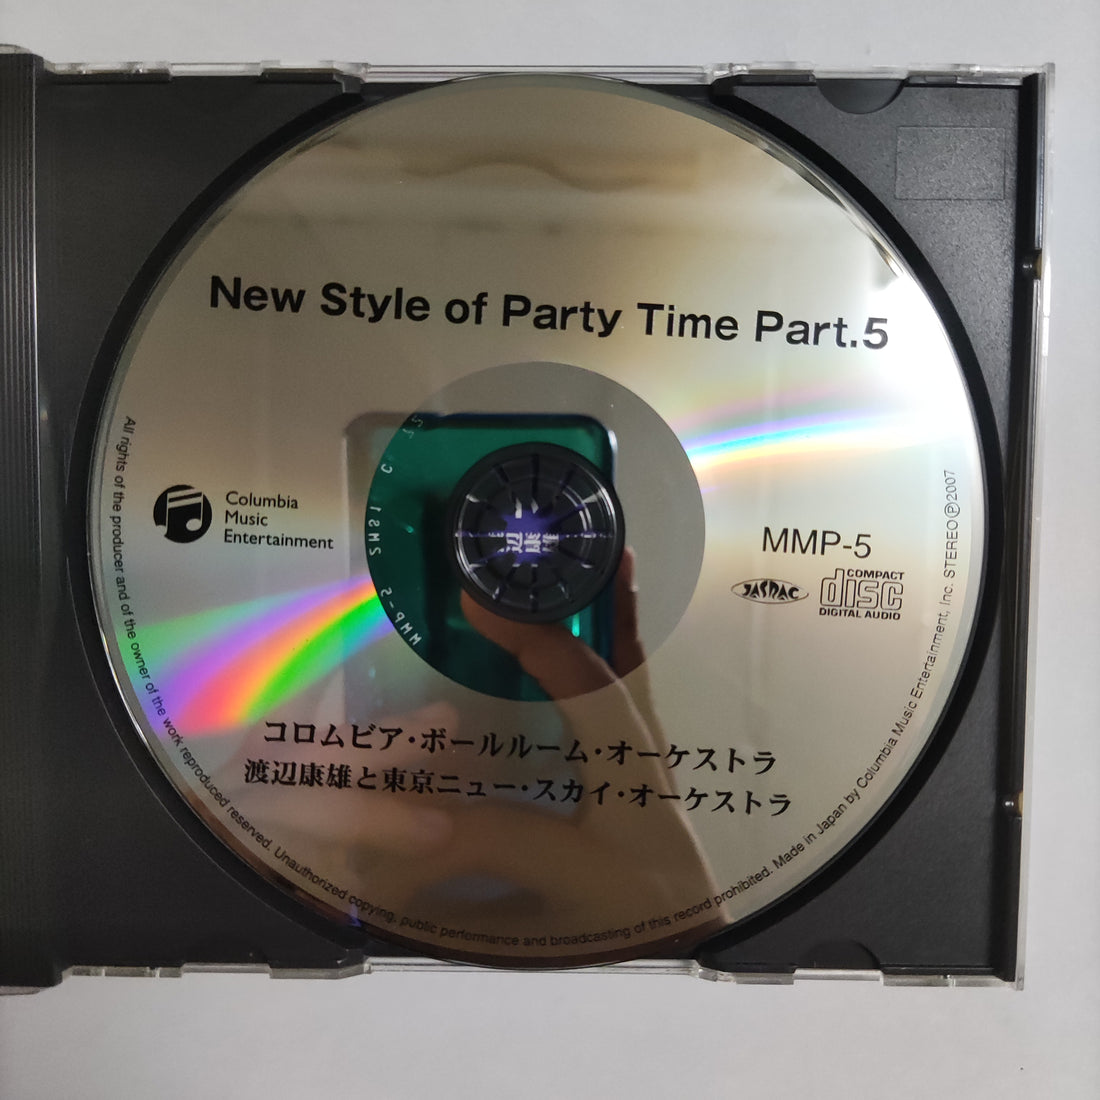 New Style of Party Time Part.5
Columbia
Music
Entertainment
MMP-5
JASRAC
COMPACT
disc
DIGITAL AUDIO
コロムビア・ボールルーム・オーケストラ
渡辺康雄と東京ニュー・スカイ・オーケストラ
All rights of the producer and of the owner of the work reproduced reserved. Unauthorized copying, public performance and broadcasting of this record prohibited. Made in Japan by Columbia Music Entertainment, Inc. STEREO Ⓟ2007
MMP-5